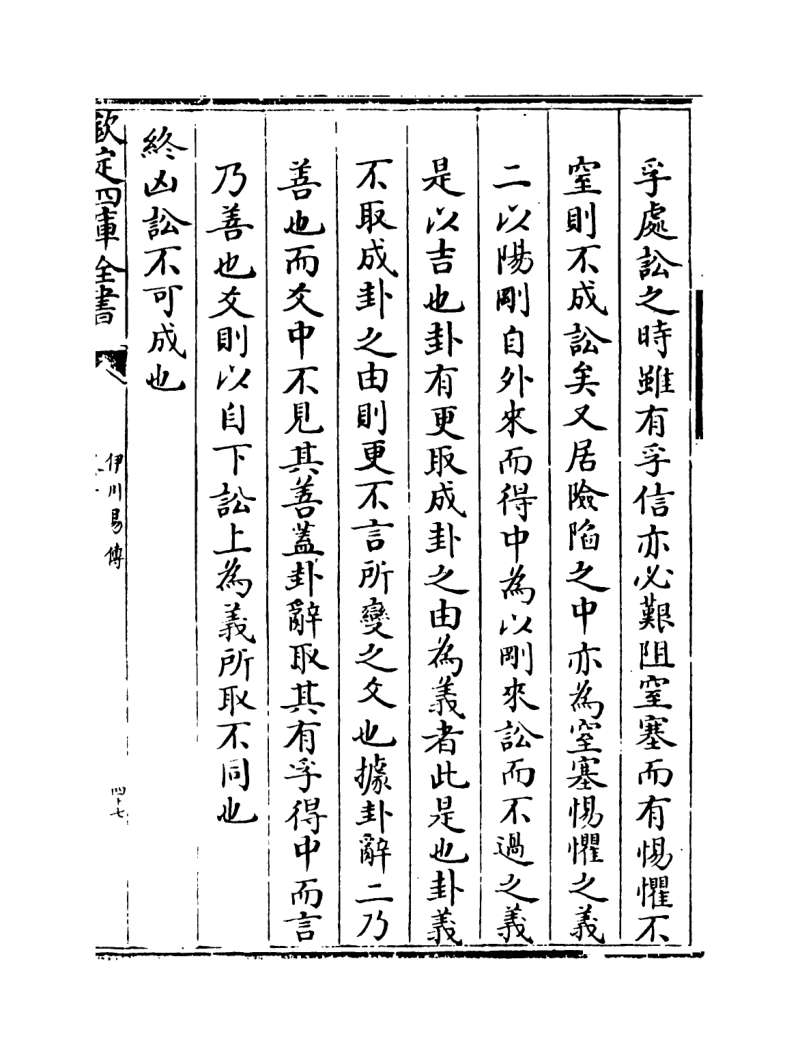 孚處訟之時雖有孚信亦必艱阻窒塞而有惕懼不
窒則不成訟矣又居險陷之中亦為窒塞惕懼之義
二以陽剛自外來而得中為以剛來訟而不過之義
是以吉也卦有更取成卦之由為義者此是也卦義
不取成卦之由則更不言所變之爻也據卦辭二乃
善也而爻中不見其善蓋卦辭取其有孚得中而言
乃善也爻則以自下訟上為義所取不同也
終凶訟不可成也
欽定四庫全書
伊川易傳
四十七